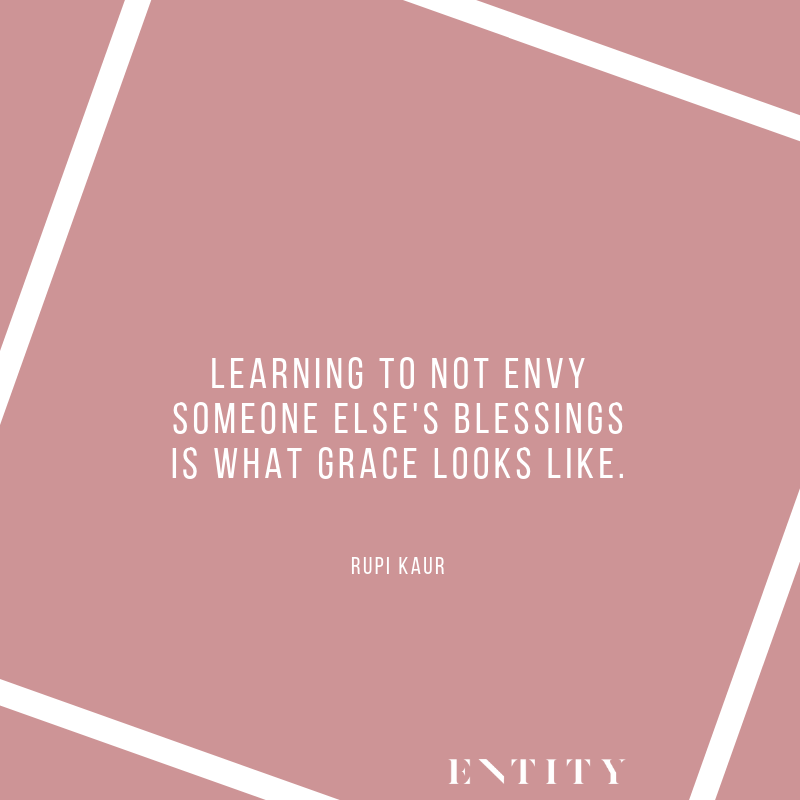 LEARNING TO NOT ENVY
SOMEONE ELSE'S BLESSINGS
IS WHAT GRACE LOOKS LIKE.
RUPI KAUR
ENTITY